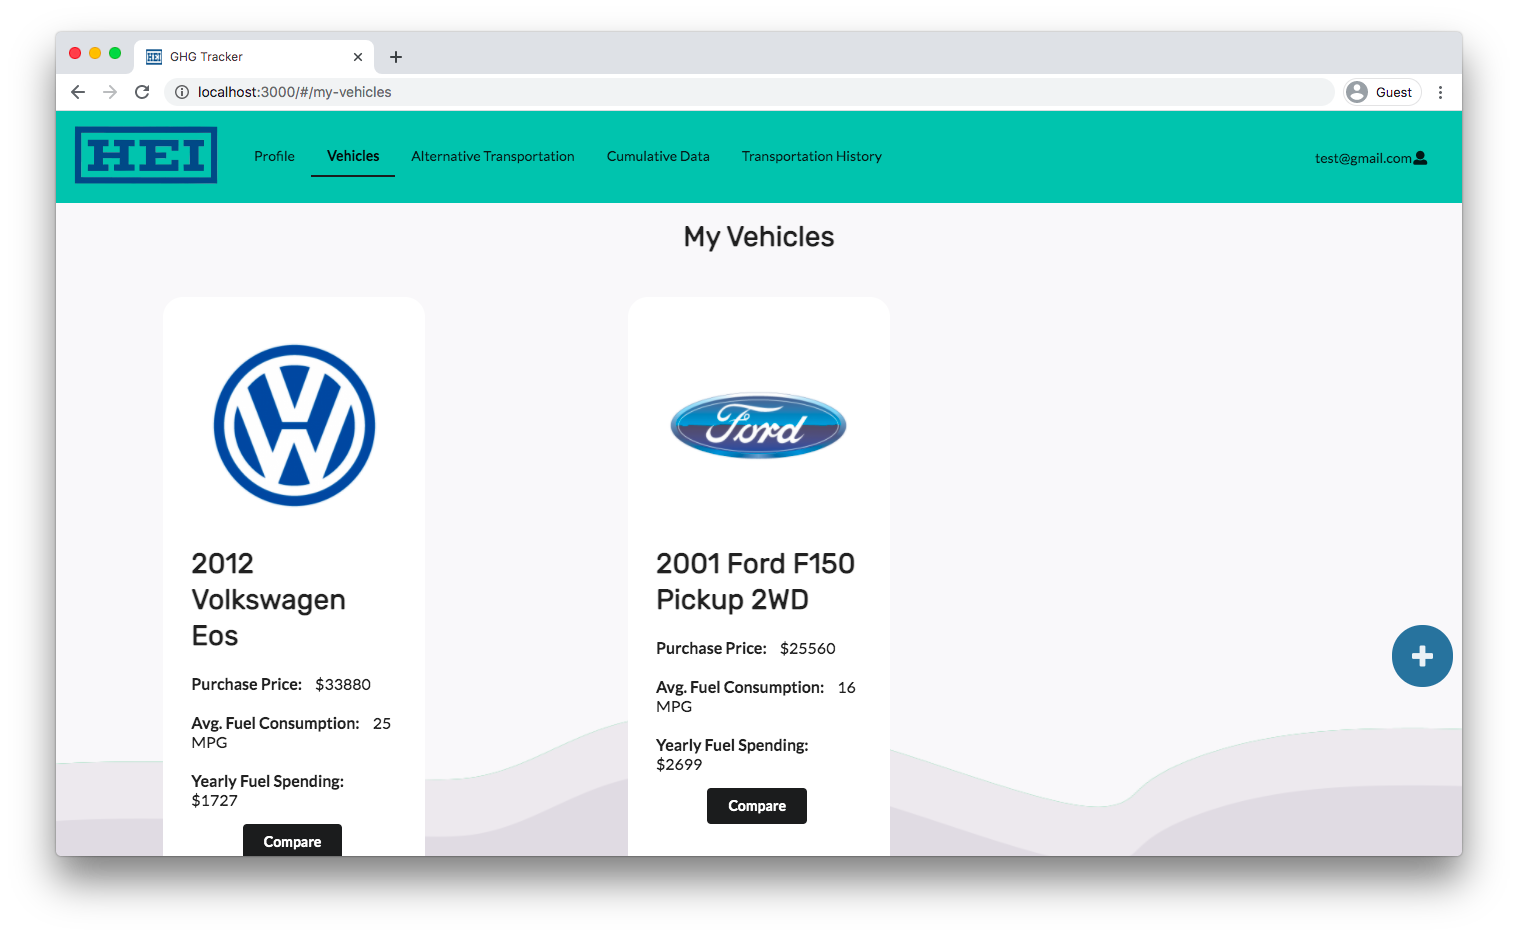 HEI GHG Tracker
localhost:3000/#/my-vehicles Guest
HEI Profile Vehicles Alternative Transportation Cumulative Data Transportation History test@gmail.com
My Vehicles
2012
Volkswagen
Eos
Purchase Price: $33880
Avg. Fuel Consumption: 25
MPG
Yearly Fuel Spending:
$1727
Compare
Ford
2001 Ford F150
Pickup 2WD
Purchase Price: $25560
Avg. Fuel Consumption: 16
MPG
Yearly Fuel Spending:
$2699
Compare